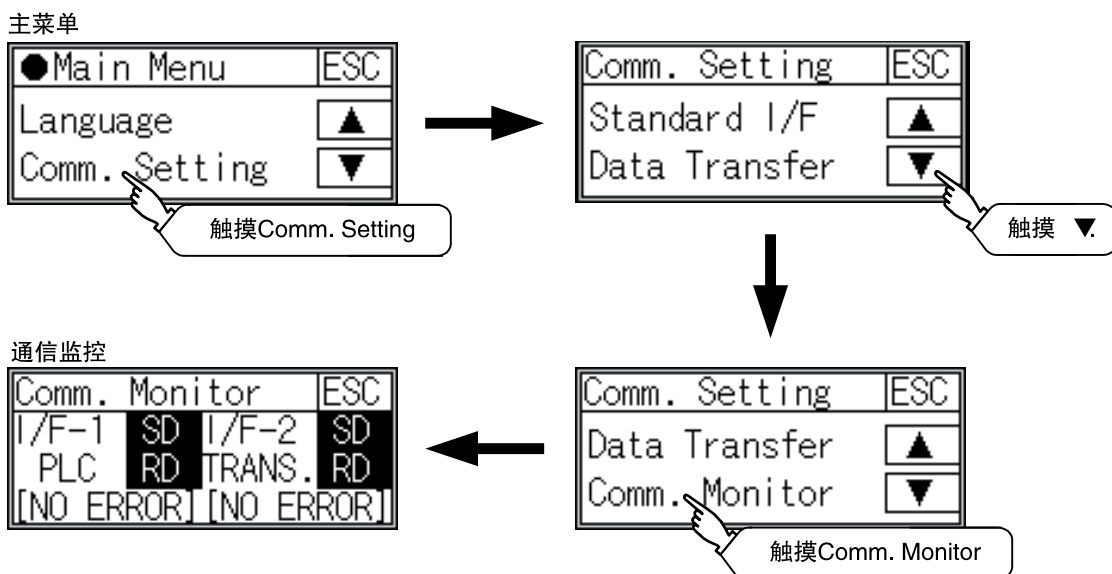 主菜单
●Main Menu ESC
Language ▲
Comm. Setting ▼
触摸Comm. Setting
Comm. Setting ESC
Standard I/F ▲
Data Transfer ▼
触摸 ▼.
Comm. Setting ESC
Data Transfer ▲
Comm. Monitor ▼
触摸Comm. Monitor
通信监控
Comm. Monitor ESC
I/F-1 SD I/F-2 SD
PLC RD TRANS. RD
[NO ERROR] [NO ERROR]